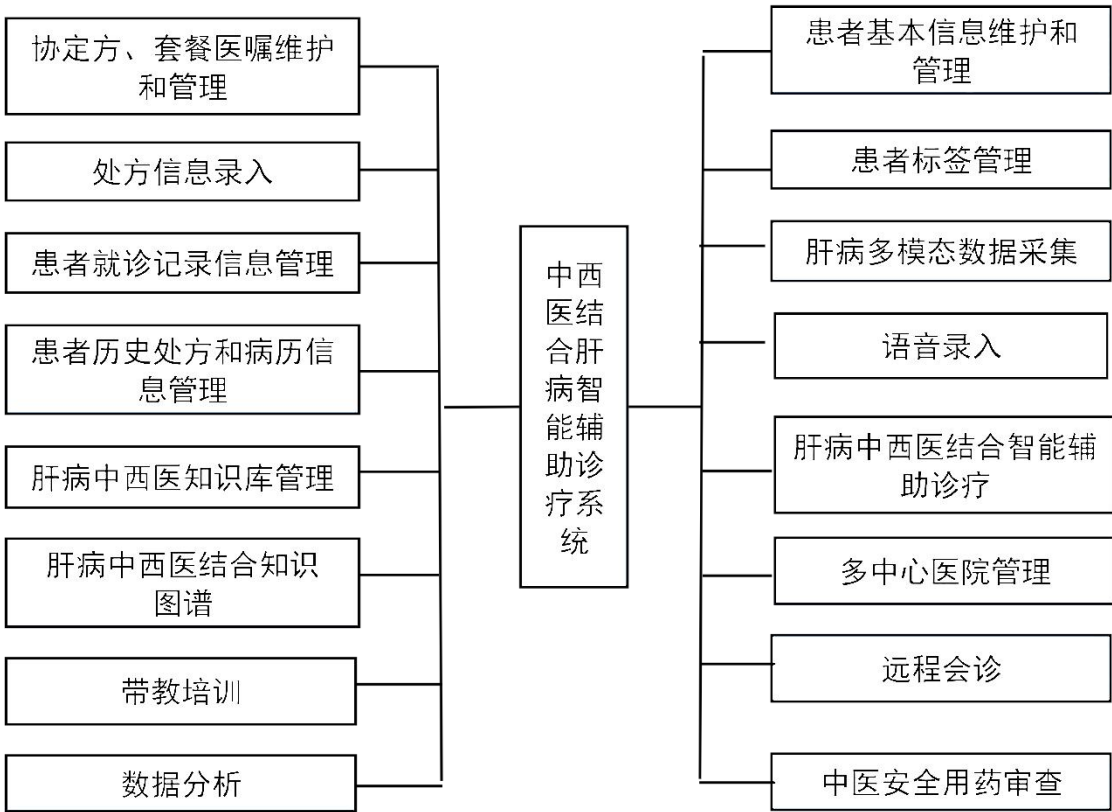 协定方、套餐医嘱维护
和管理
处方信息录入
患者就诊记录信息管理
患者历史处方和病历信
息管理
肝病中西医知识库管理
肝病中西医结合知识
图谱
带教培训
数据分析
中西
医结
合肝
病智
能辅
助诊
疗系
统
患者基本信息维护和
管理
患者标签管理
肝病多模态数据采集
语音录入
肝病中西医结合智能辅
助诊疗
多中心医院管理
远程会诊
中医安全用药审查